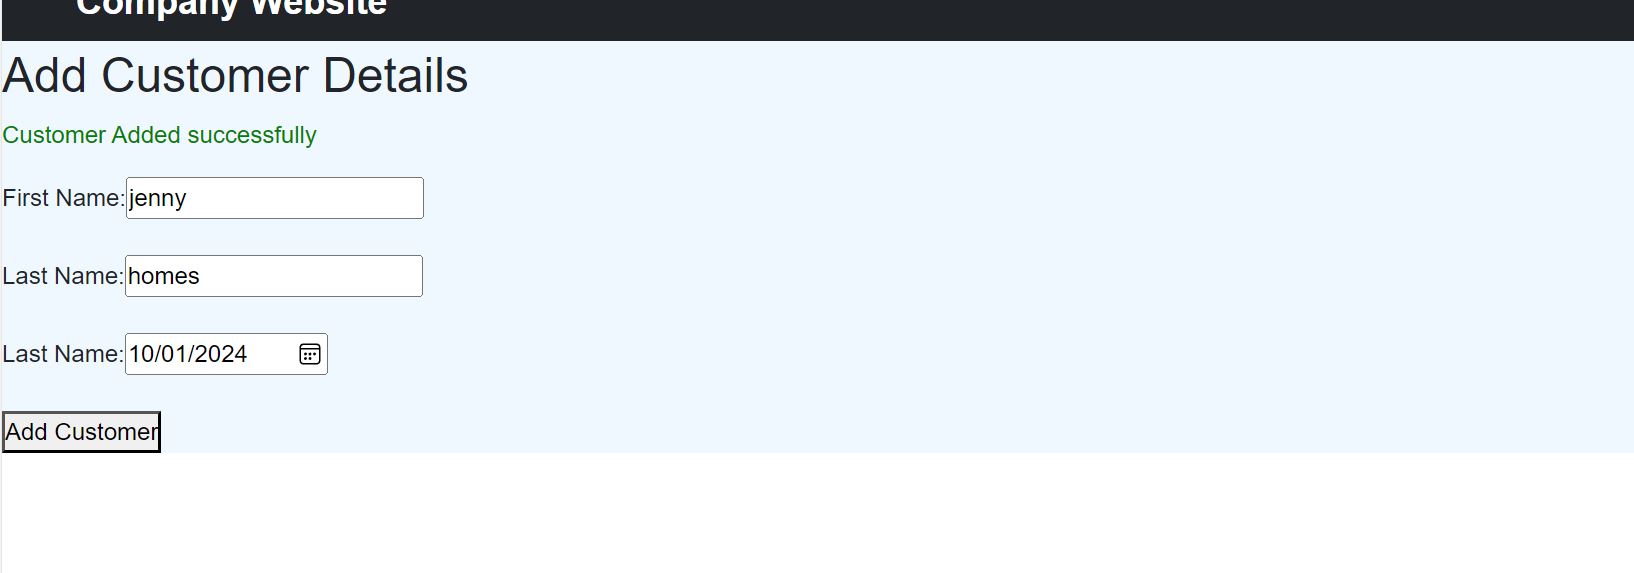 Company Website
Add Customer Details
Customer Added successfully
First Name: jenny
Last Name: homes
Last Name: 10/01/2024
Add Customer